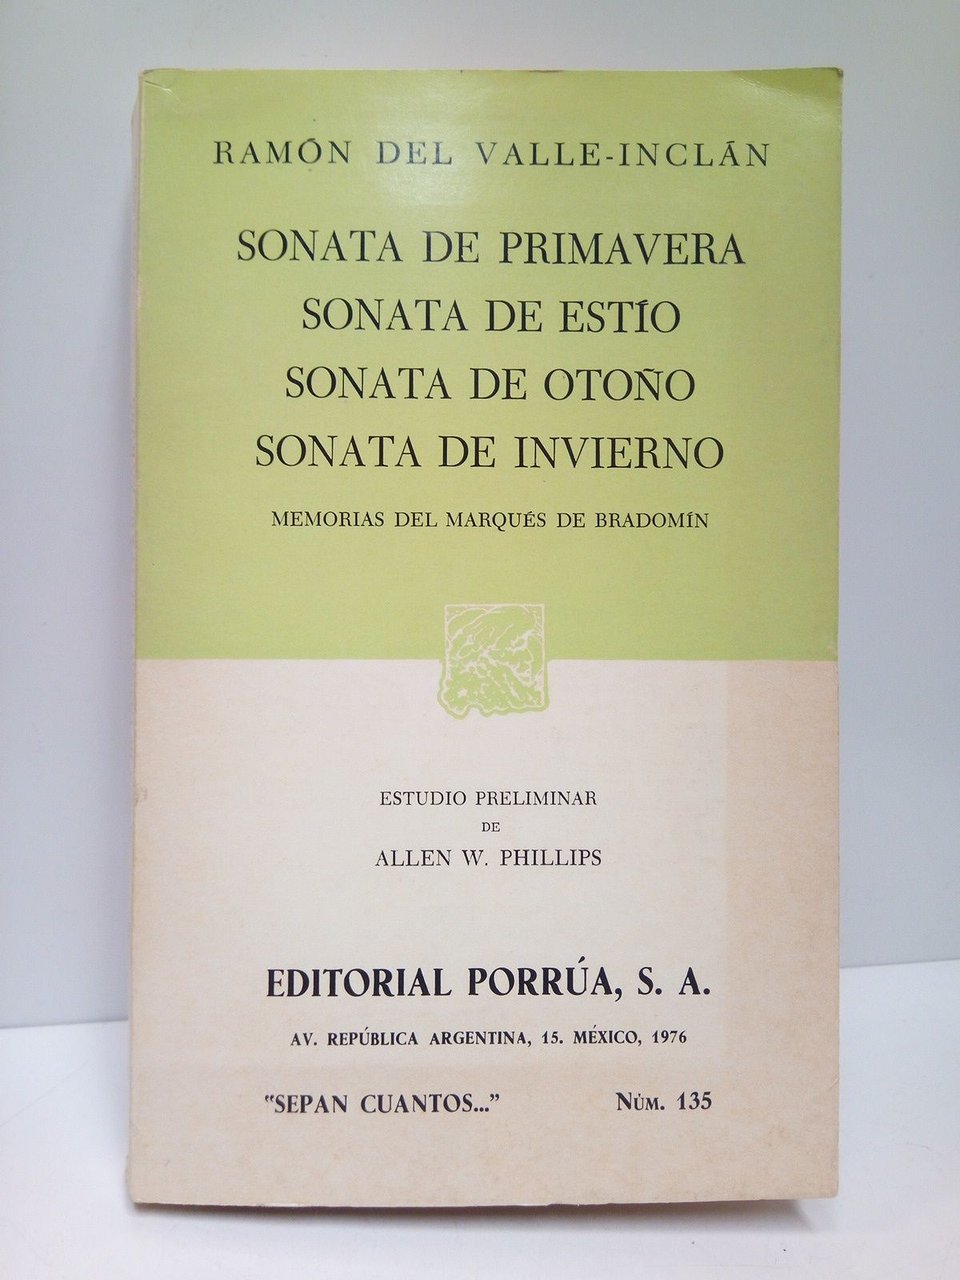 RAMÓN DEL VALLE-INCLÁN
SONATA DE PRIMAVERA
SONATA DE ESTÍO
SONATA DE OTOÑO
SONATA DE INVIERNO
MEMORIAS DEL MARQUÉS DE BRADOMÍN
ESTUDIO PRELIMINAR
DE
ALLEN W. PHILLIPS
EDITORIAL PORRÚA, S. A.
AV. REPÚBLICA ARGENTINA, 15. MÉXICO, 1976
"SEPAN CUANTOS..." NÚM. 135